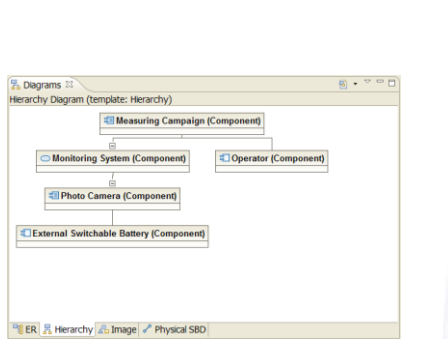 Diagrams
Hierarchy Diagram (template: Hierarchy)
Measuring Campaign (Component)
Monitoring System (Component) Operator (Component)
Photo Camera (Component)
External Switchable Battery (Component)
ER Hierarchy Image Physical SBD